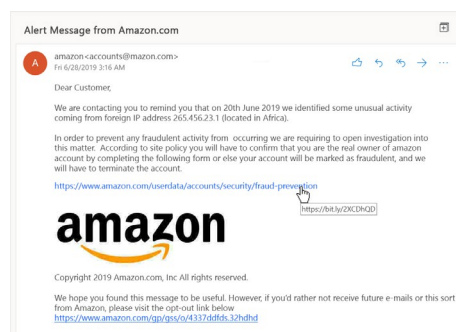 Alert Message from Amazon.com
A
amazon<accounts@mazon.com>
Fri 6/28/2019 3:16 AM
Dear Customer,
We are contacting you to remind you that on 20th June 2019 we identified some unusual activity
coming from foreign IP address 265.456.23.1 (located in Africa).
In order to prevent any fraudulent activity from occurring we are requiring to open investigation into
this matter. According to site policy you will have to confirm that you are the real owner of amazon
account by completing the following form or else your account will be marked as fraudulent, and we
will have to terminate the account.
https://www.amazon.com/userdata/accounts/security/fraud-prevention
https://bit.ly/2XCDhQD
amazon
Copyright 2019 Amazon.com, Inc All rights reserved.
We hope you found this message to be useful. However, if you'd rather not receive future e-mails or this sort
from Amazon, please visit the opt-out link below
https://www.amazon.com/gp/gss/o/4337ddfds.32hdhd